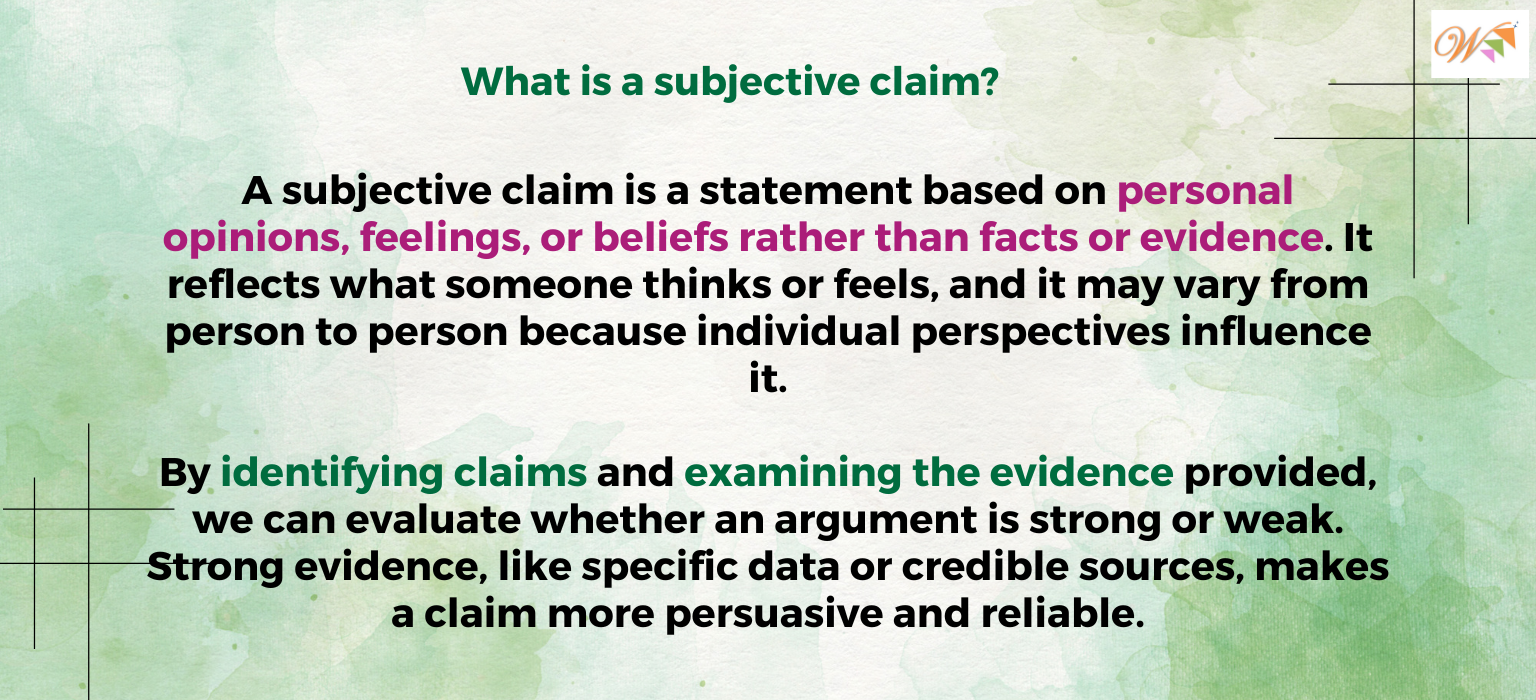 What is a subjective claim?
A subjective claim is a statement based on personal
opinions, feelings, or beliefs rather than facts or evidence. It
reflects what someone thinks or feels, and it may vary from
person to person because individual perspectives influence
it.
By identifying claims and examining the evidence provided,
we can evaluate whether an argument is strong or weak.
Strong evidence, like specific data or credible sources, makes
a claim more persuasive and reliable.